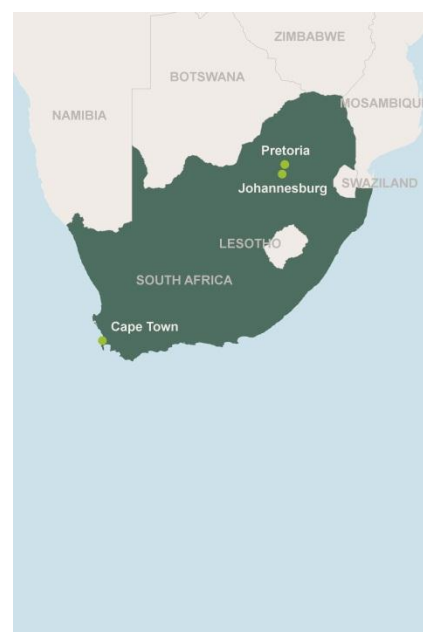 ZIMBABWE
BOTSWANA
MOSAMBIQU
NAMIBIA
Pretoria
SWAZILAND
Johannesburg
LESOTHO
SOUTH AFRICA
Cape Town